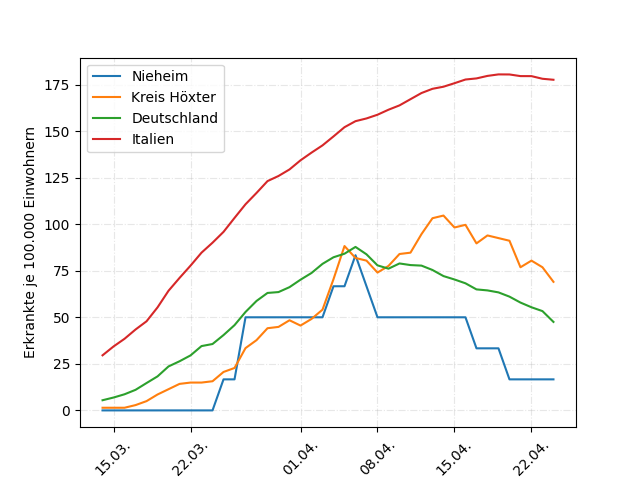 Nieheim
Kreis Höxter
Deutschland
Italien
Erkrankte je 100.000 Einwohnern
175
150
125
100
75
50
25
0
15.03.
22.03.
01.04.
08.04.
15.04.
22.04.